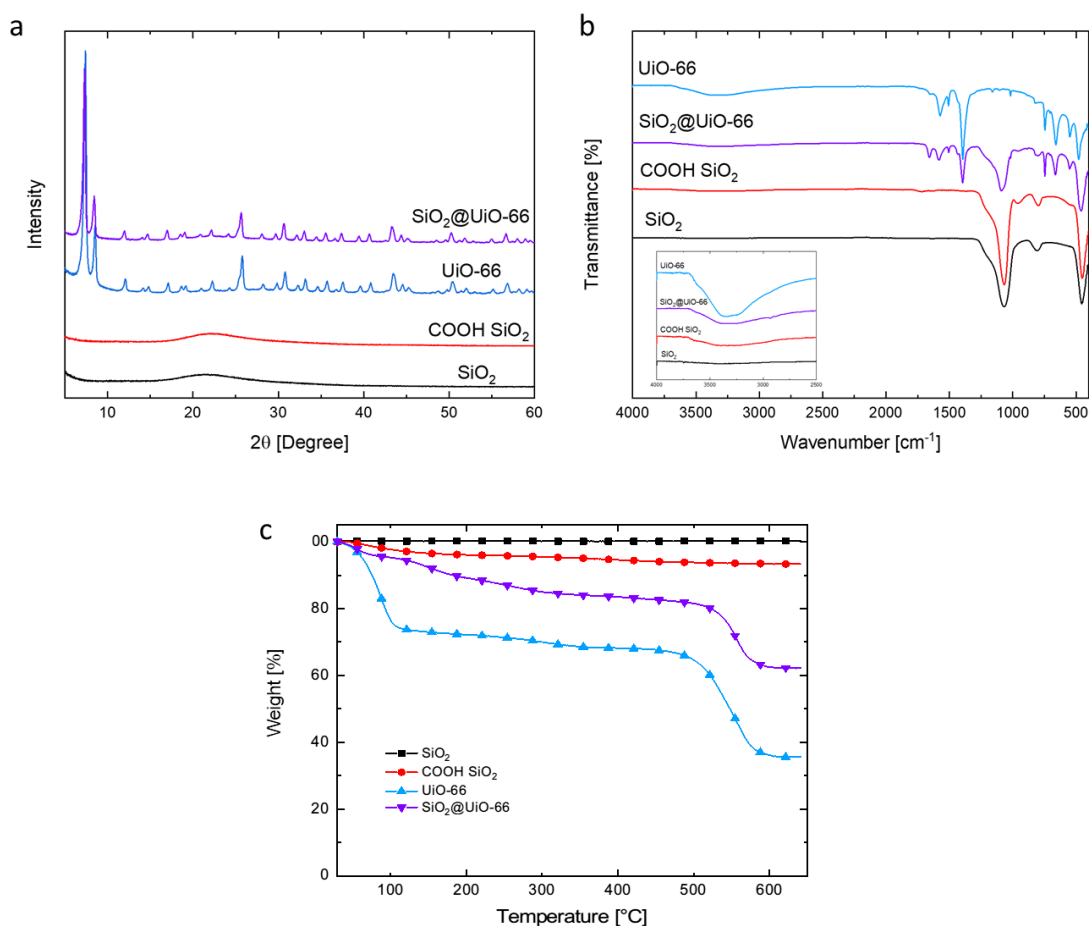 a
Intensity
SiO₂@UiO-66
UiO-66
COOH SiO₂
SiO₂
10 20 30 40 50 60
2θ [Degree]
b
Transmittance [%]
UiO-66
SiO₂@UiO-66
COOH SiO₂
SiO₂
UiO-66
SiO₂@UiO-66
COOH SiO₂
SiO₂
4000 3500 3000 2500
4000 3500 3000 2500 2000 1500 1000 500
Wavenumber [cm⁻¹]
c
Weight [%]
00
80
60
40
20
0
SiO₂
COOH SiO₂
UiO-66
SiO₂@UiO-66
100 200 300 400 500 600
Temperature [°C]